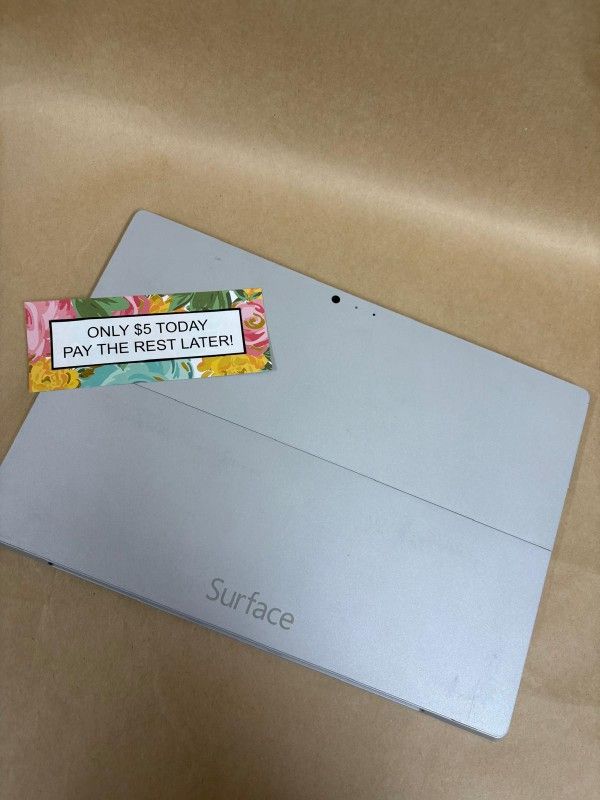 ONLY $5 TODAY
PAY THE REST LATER!
Surface